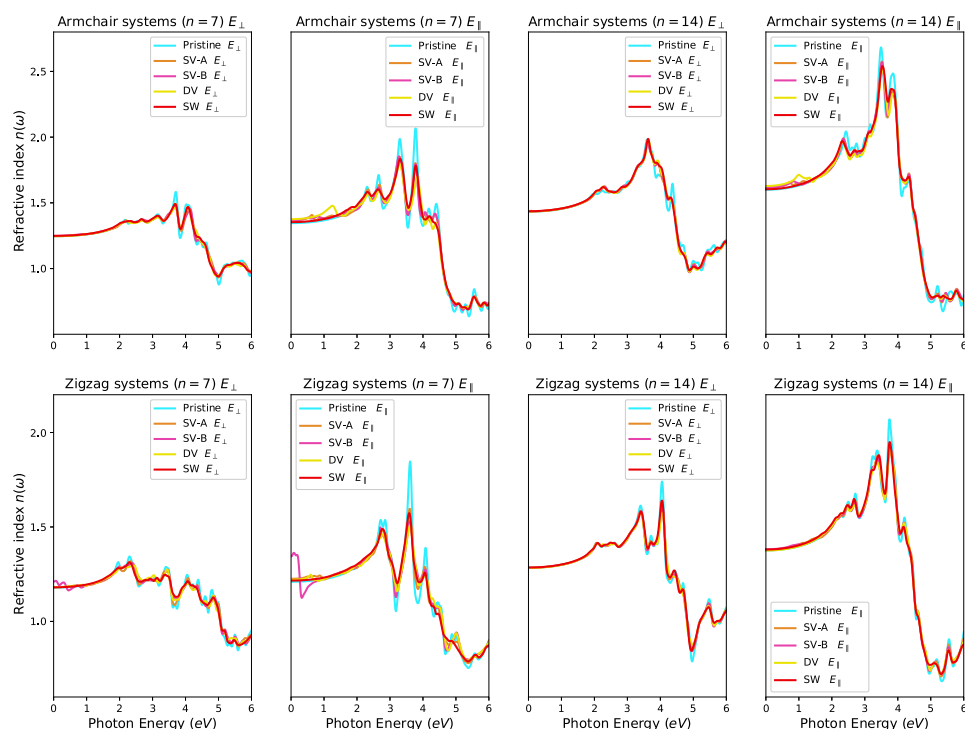 Armchair systems (n = 7) E⊥
Refractive index n(ω)
2.5
2.0
1.5
1.0
0 1 2 3 4 5 6
Pristine E⊥
SV-A E⊥
SV-B E⊥
DV E⊥
SW E⊥
Armchair systems (n = 7) E∥
0 1 2 3 4 5 6
Pristine E∥
SV-A E∥
SV-B E∥
DV E∥
SW E∥
Armchair systems (n = 14) E⊥
0 1 2 3 4 5 6
Pristine E⊥
SV-A E⊥
SV-B E⊥
DV E⊥
SW E⊥
Armchair systems (n = 14) E∥
0 1 2 3 4 5 6
Pristine E∥
SV-A E∥
SV-B E∥
DV E∥
SW E∥
Zigzag systems (n = 7) E⊥
Refractive index n(ω)
2.0
1.5
1.0
0 1 2 3 4 5 6
Photon Energy (eV)
Pristine E⊥
SV-A E⊥
SV-B E⊥
DV E⊥
SW E⊥
Zigzag systems (n = 7) E∥
0 1 2 3 4 5 6
Photon Energy (eV)
Pristine E∥
SV-A E∥
SV-B E∥
DV E∥
SW E∥
Zigzag systems (n = 14) E⊥
0 1 2 3 4 5 6
Photon Energy (eV)
Pristine E⊥
SV-A E⊥
SV-B E⊥
DV E⊥
SW E⊥
Zigzag systems (n = 14) E∥
0 1 2 3 4 5 6
Photon Energy (eV)
Pristine E∥
SV-A E∥
SV-B E∥
DV E∥
SW E∥